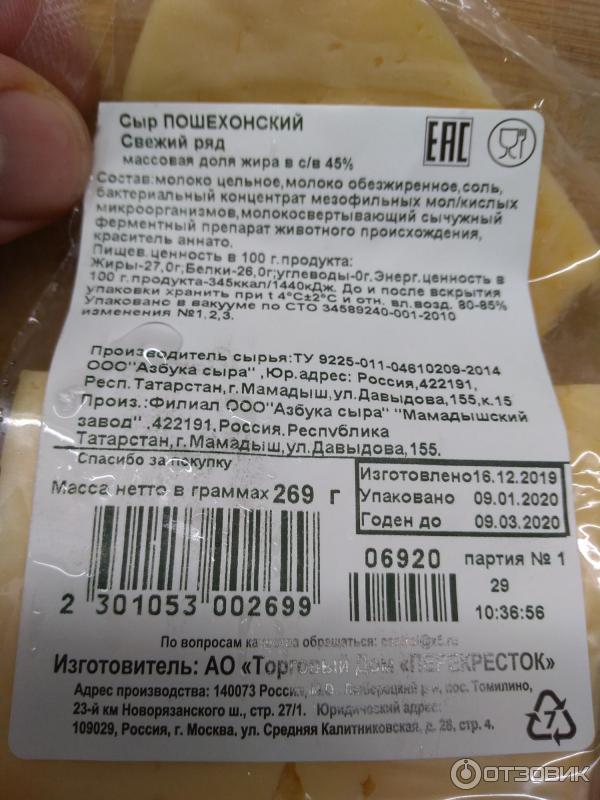 Сыр ПОШЕХОНСКИЙ
Свежий ряд
массовая доля жира в с/в 45%
EAC
Состав:молоко цельное,молоко обезжиренное,соль,
бактериальный концентрат мезофильных мол/кислых
микроорганизмов,молокосвертывающий сычужный
ферментный препарат животного происхождения,
краситель аннато.
Пищев.ценность в 100 г.продукта:
Жиры-27,0г,Белки-26,0г;углеводы-0г.Энерг.ценность в
100 г.продукта-345ккал/1440кДж. До и после вскрытия
упаковки хранить при t 4°С±2°С и отн. вл.возд. 80-85%
Упаковано в вакууме по СТО 34589240-001-2010
изменения №1,2,3.
Производитель сырья:ТУ 9225-011-04610209-2014
ООО"Азбука сыра" ,Юр.адрес: Россия,422191,
Респ.Татарстан,г.Мамадыш,ул.Давыдова,155,к.15
Произ.:Филиал ООО"Азбука сыра" "Мамадышский
завод" .422191,Россия.Республика
Татарстан,г.Мамадыш,ул.Давыдова,155.
Спасибо за покупку
Масса нетто в граммах 269 г
Изготовлено16.12.2019
Упаковано 09.01.2020
Годен до 09.03.2020
2 301053 002699
06920 партия № 1
29
10:36:56
По вопросам качества обращаться: @x5.ru
Изготовитель: АО «Торговый Дом «ПЕРЕКРЕСТОК»
Адрес производства: 140073 Россия, М.О., Люберецкий р-н, пос. Томилино,
23-й км Новорязанского ш., стр. 27/1. Юридический адрес:
109029, Россия, г. Москва, ул. Средняя Калитниковская, д. 28, стр. 4.
7
ОТЗОВИК